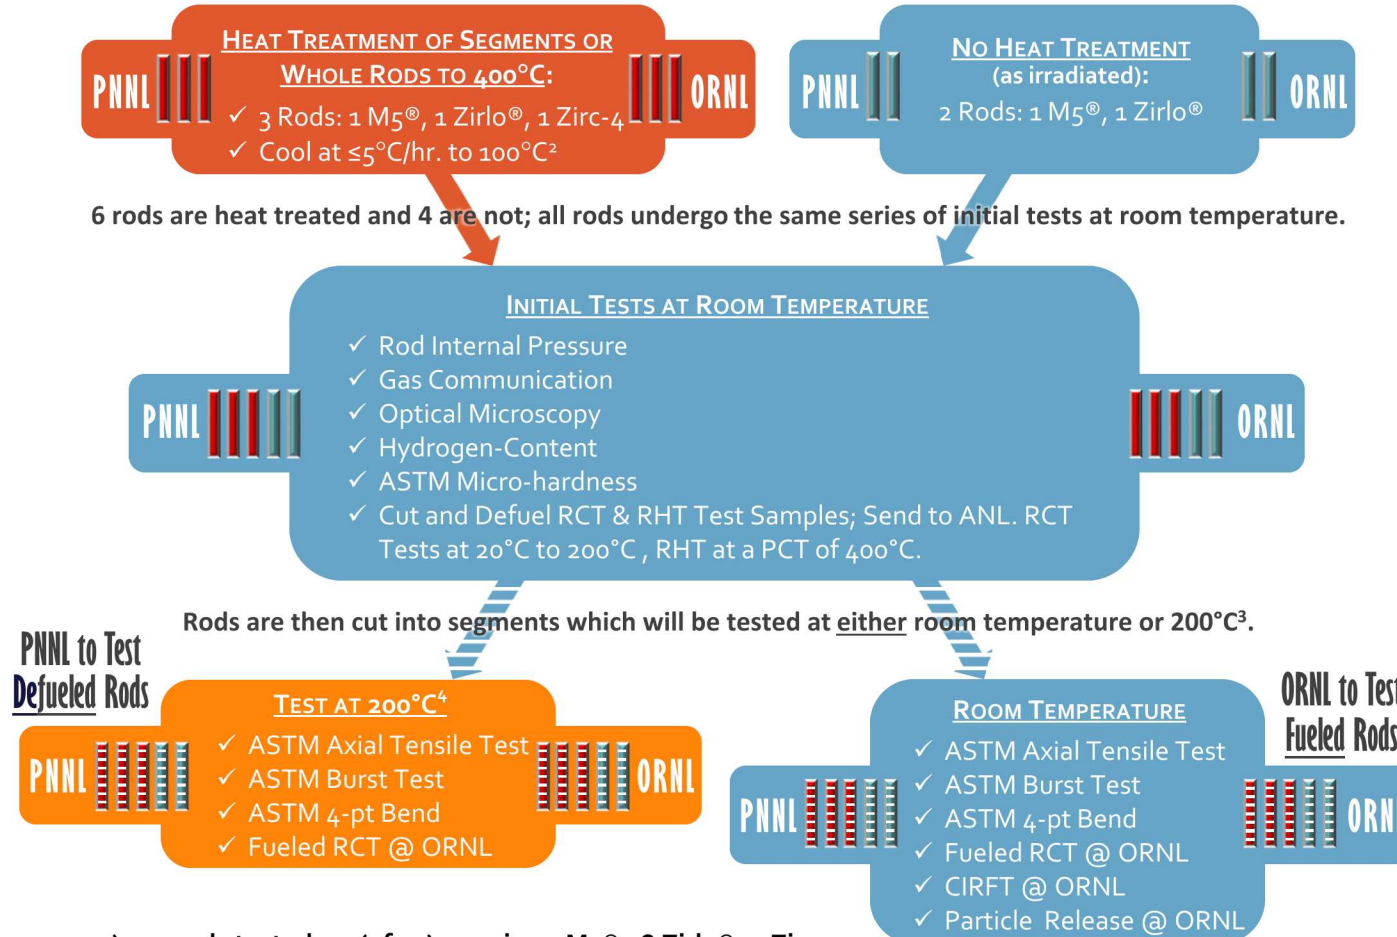 HEAT TREATMENT OF SEGMENTS OR
WHOLE RODS TO 400°C:
PNNL
ORNL
✓ 3 Rods: 1 M5®, 1 Zirlo®, 1 Zirc-4
✓ Cool at ≤5°C/hr. to 100°C²
NO HEAT TREATMENT
(as irradiated):
PNNL
ORNL
2 Rods: 1 M5®, 1 Zirlo®
6 rods are heat treated and 4 are not; all rods undergo the same series of initial tests at room temperature.
INITIAL TESTS AT ROOM TEMPERATURE
✓ Rod Internal Pressure
✓ Gas Communication
✓ Optical Microscopy
PNNL
ORNL
✓ Hydrogen-Content
✓ ASTM Micro-hardness
✓ Cut and Defuel RCT & RHT Test Samples; Send to ANL. RCT
Tests at 20°C to 200°C , RHT at a PCT of 400°C.
Rods are then cut into segments which will be tested at either room temperature or 200°C³.
PNNL to Test
Defueled Rods
TEST AT 200°C⁴
✓ ASTM Axial Tensile Test
✓ ASTM Burst Test
PNNL
ORNL
✓ ASTM 4-pt Bend
✓ Fueled RCT @ ORNL
ORNL to Test
Fueled Rods
ROOM TEMPERATURE
✓ ASTM Axial Tensile Test
✓ ASTM Burst Test
PNNL
ORN
✓ ASTM 4-pt Bend
✓ Fueled RCT @ ORNL
✓ CIRFT @ ORNL
✓ Particle Release @ ORNL